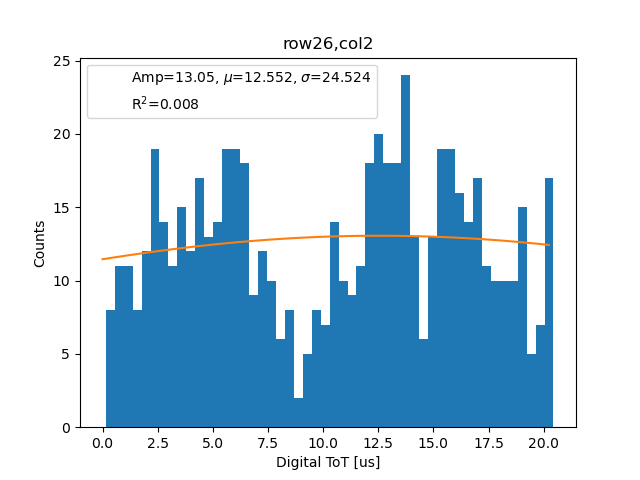 row26,col2
Amp=13.05, μ=12.552, σ=24.524
R²=0.008
25
20
15
10
5
0
Counts
0.0 2.5 5.0 7.5 10.0 12.5 15.0 17.5 20.0
Digital ToT [us]